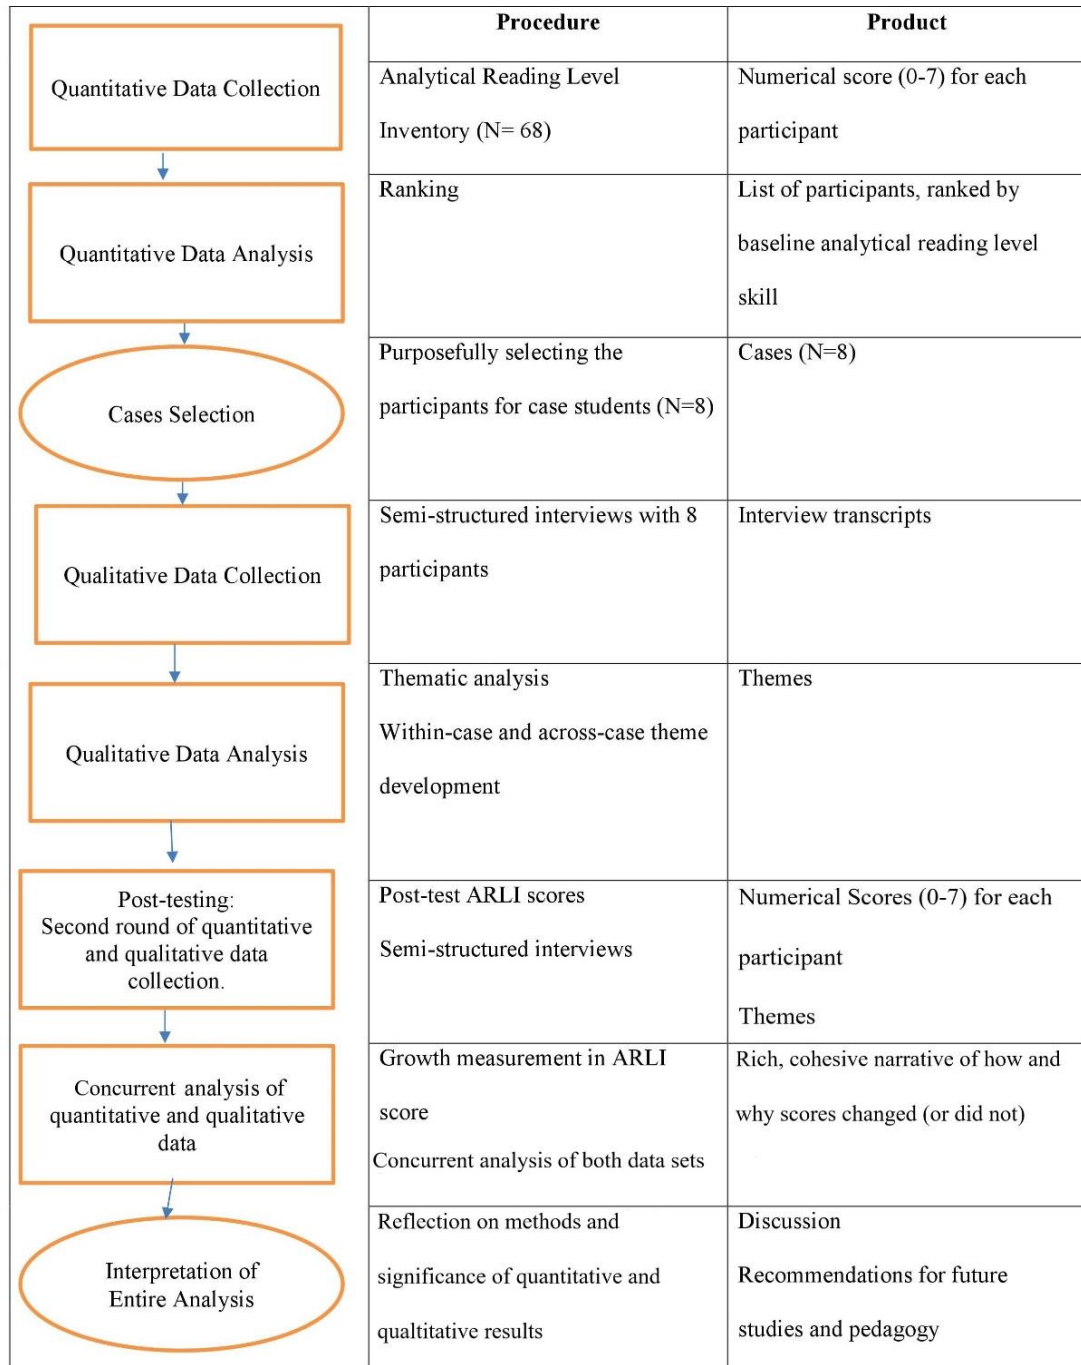 Procedure
Product
Quantitative Data Collection
Analytical Reading Level
Inventory (N= 68)
Numerical score (0-7) for each
participant
Quantitative Data Analysis
Ranking
List of participants, ranked by
baseline analytical reading level
skill
Cases Selection
Purposefully selecting the
participants for case students (N=8)
Cases (N=8)
Qualitative Data Collection
Semi-structured interviews with 8
participants
Interview transcripts
Qualitative Data Analysis
Thematic analysis
Within-case and across-case theme
development
Themes
Post-testing:
Second round of quantitative
and qualitative data
collection.
Post-test ARLI scores
Semi-structured interviews
Numerical Scores (0-7) for each
participant
Themes
Concurrent analysis of
quantitative and qualitative
data
Growth measurement in ARLI
score
Concurrent analysis of both data sets
Rich, cohesive narrative of how and
why scores changed (or did not)
Interpretation of
Entire Analysis
Reflection on methods and
significance of quantitative and
qualtitative results
Discussion
Recommendations for future
studies and pedagogy